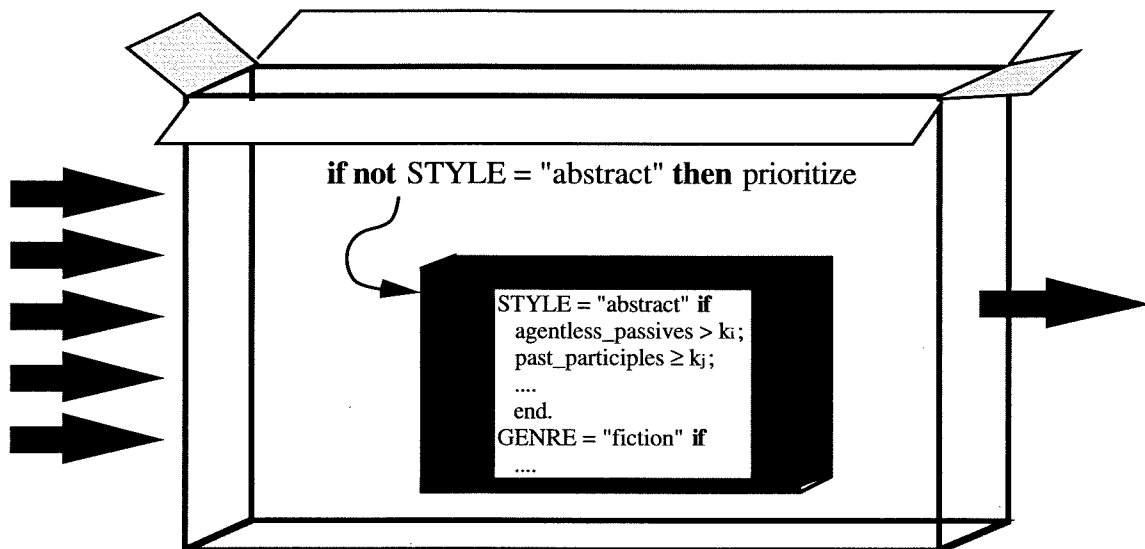 if not STYLE = "abstract" then prioritize
STYLE = "abstract" if
agentless_passives > ki;
past_participles ≥ kj;
....
end.
GENRE = "fiction" if
....